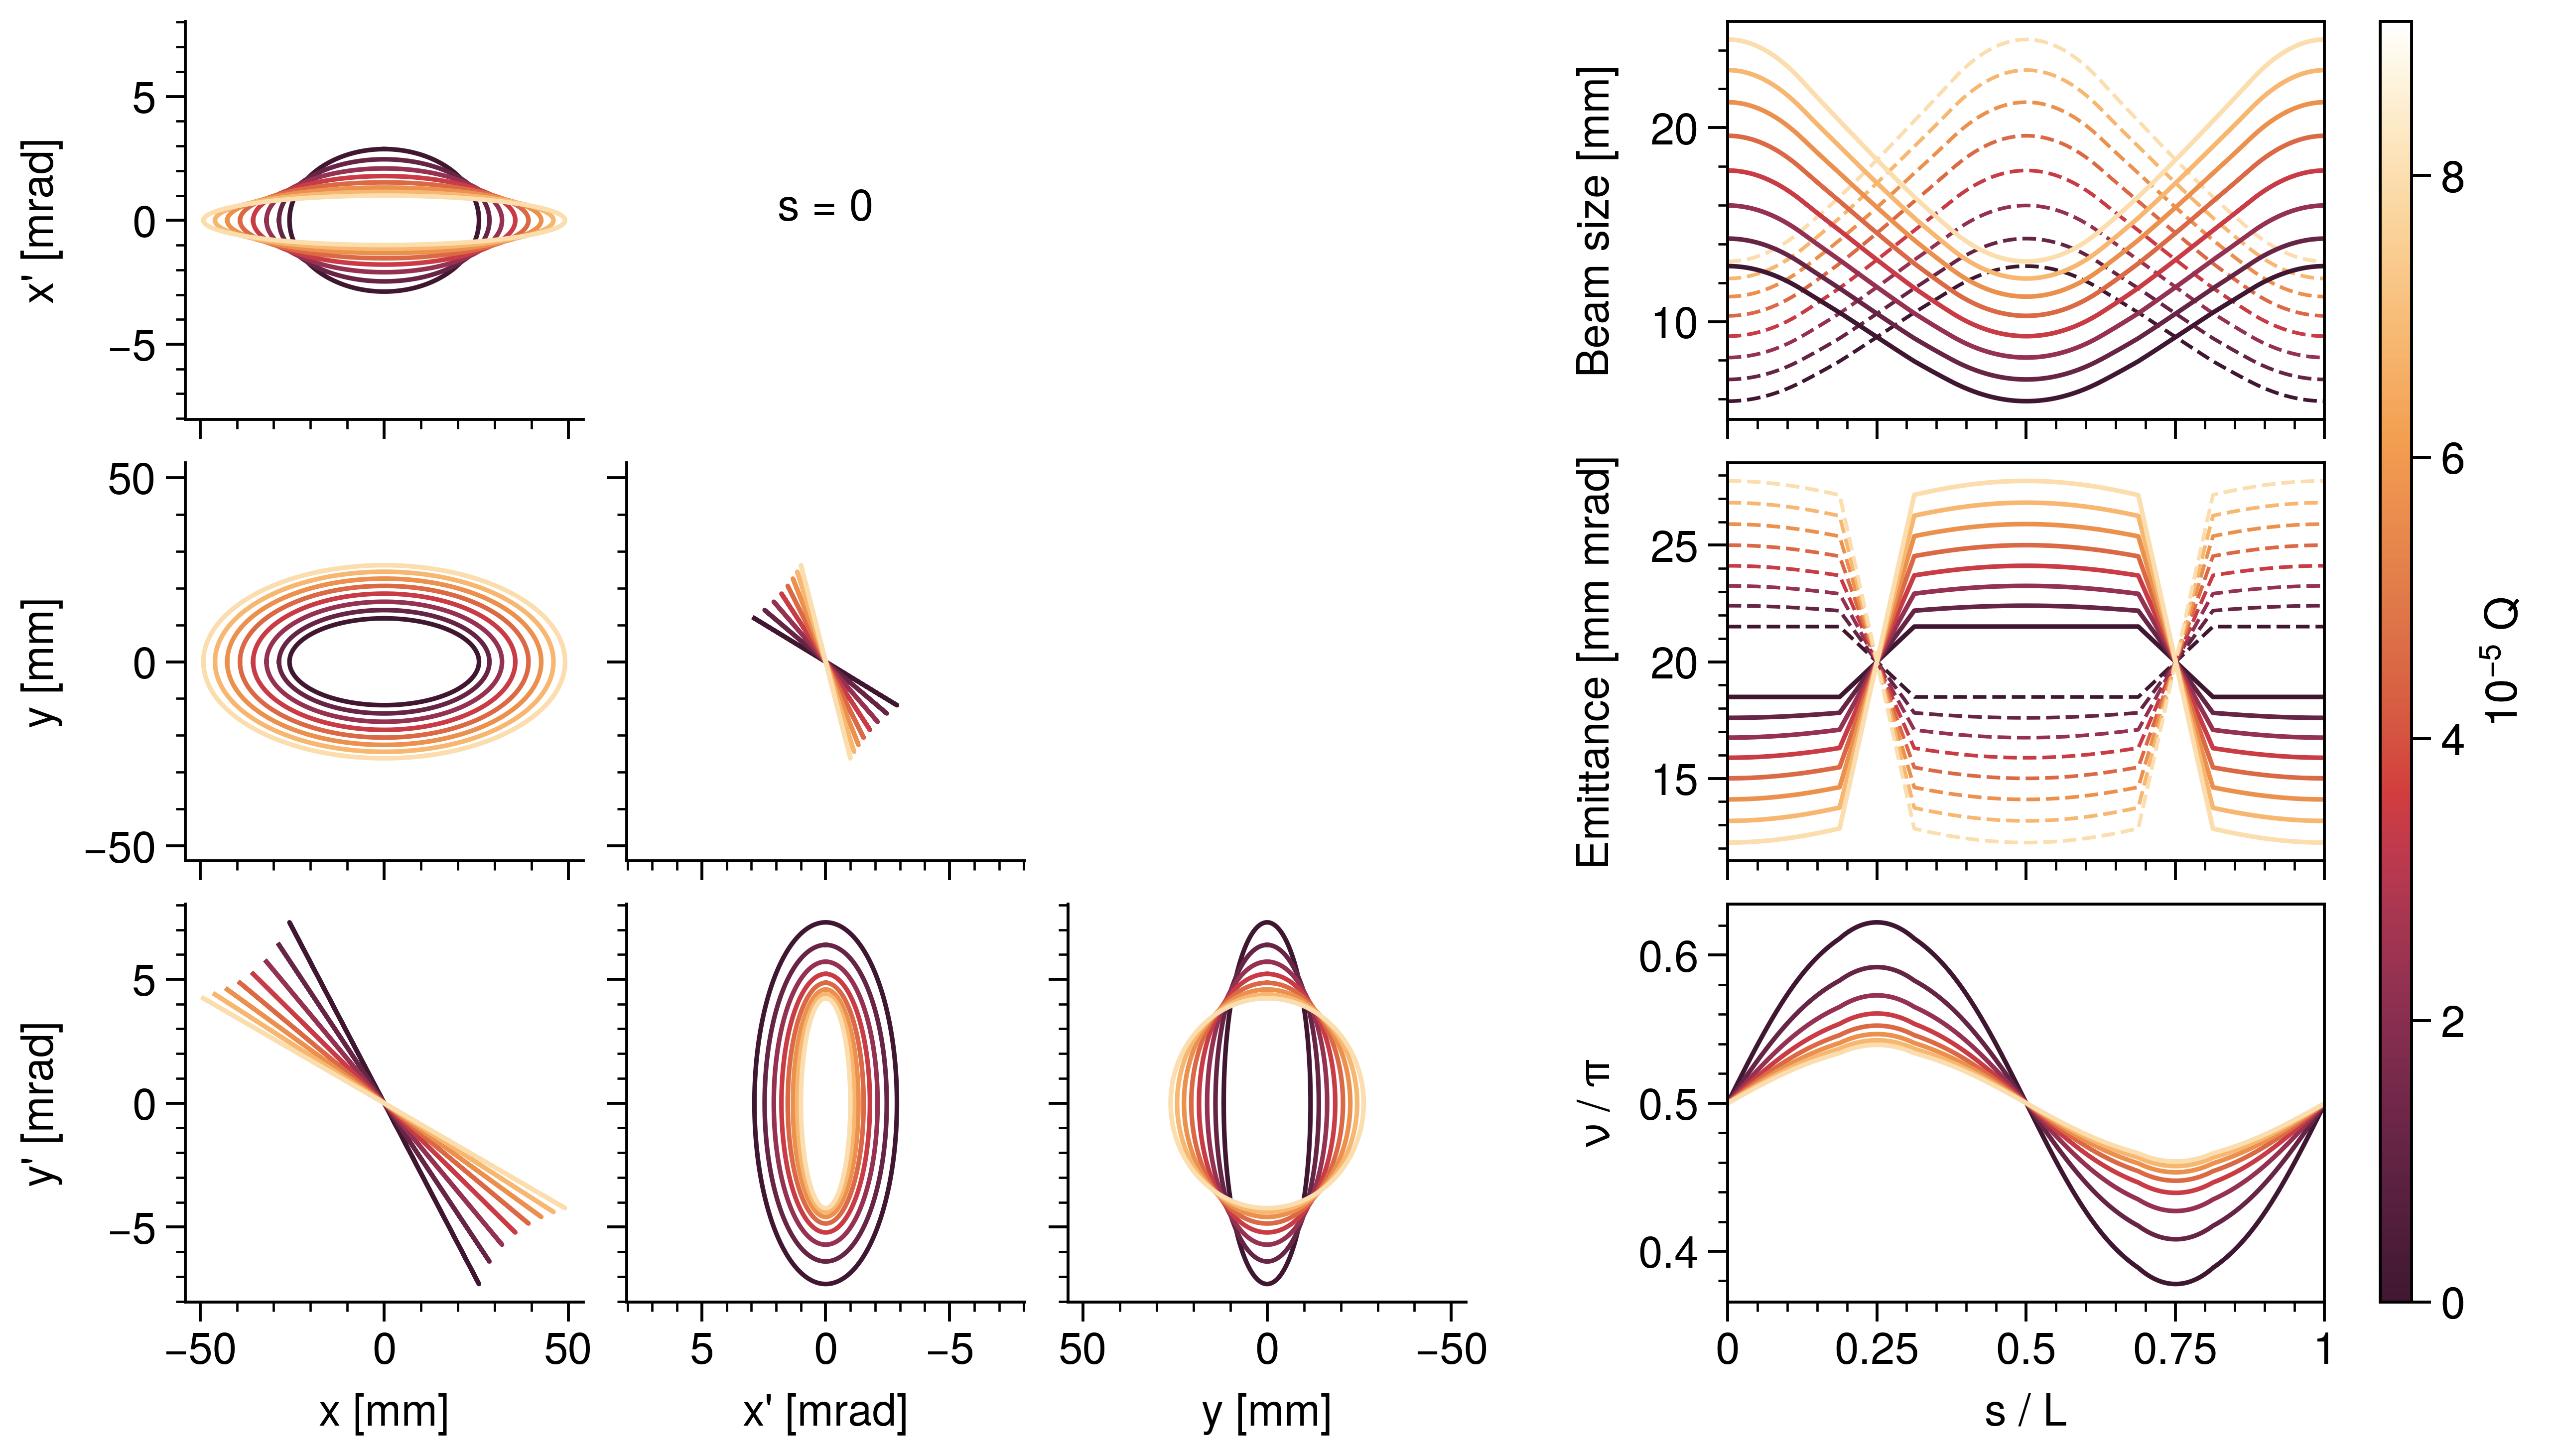 5
0
−5
x' [mrad]
s = 0
50
0
−50
y [mm]
5
0
−5
y' [mrad]
−50 0 50
x [mm]
5 0 −5
x' [mrad]
50 0 −50
y [mm]
20
10
Beam size [mm]
25
20
15
Emittance [mm mrad]
0.6
0.5
0.4
ν / π
0 0.25 0.5 0.75 1
s / L
8
6
4
2
0
10⁻⁵ Q